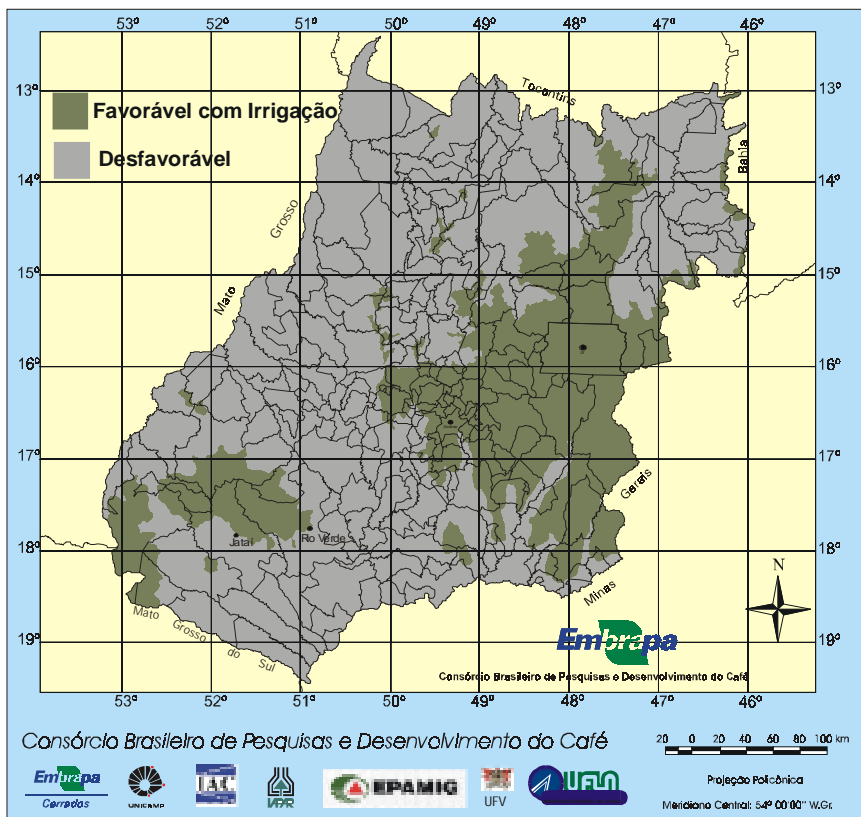 53º 52º 51º 50º 49º 48º 47º 46º
Tocantins
13º 13º
Favorável com Irrigação
Bahia
Desfavorável
14º 14º
Grosso
15º 15º
Mato
16º 16º
17º 17º
Gerais
Jataí
Rio Verde
18º 18º
Minas
N
Mato Grosso do Sul
19º 19º
Embrapa
Consórcio Brasileiro de Pesquisas e Desenvolvimento do Café
53º 52º 51º 50º 49º 48º 47º 46º
Consórcio Brasileiro de Pesquisas e Desenvolvimento do Café
20 0 20 40 60 80 100 km
Embrapa
Cerrados
UNICAMP
IAC
EPAMIG
UFV
UFLA
Projeção Policônica
Meridiano Central: 54º 00'00'' W.Gr.